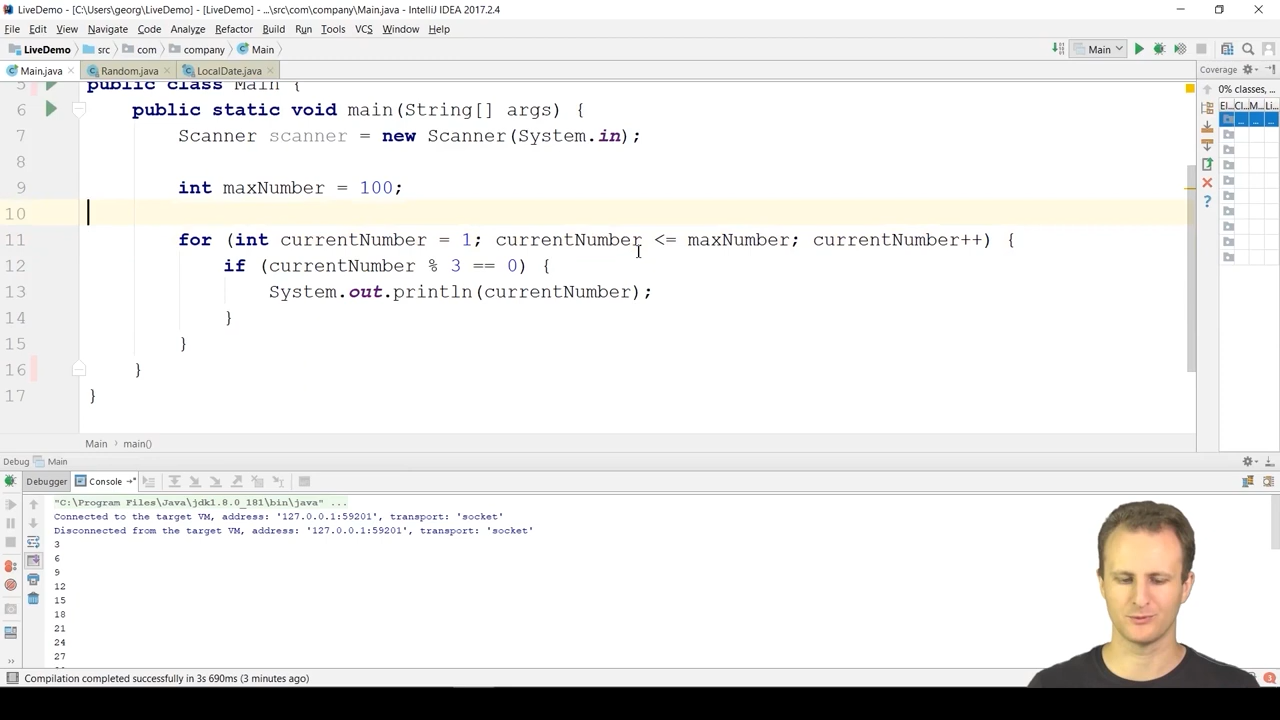 LiveDemo - [C:\Users\georg\LiveDemo] - [LiveDemo] - ...\src\com\company\Main.java - IntelliJ IDEA 2017.2.4
File Edit View Navigate Code Analyze Refactor Build Run Tools VCS Window Help
LiveDemo src com company Main Main
Main.java Random.java LocalDate.java Coverage
5 public class Main { 0% classes, ...
6 public static void main(String[] args) {
7 Scanner scanner = new Scanner(System.in);
8
9 int maxNumber = 100;
10
11 for (int currentNumber = 1; currentNumber <= maxNumber; currentNumber++) {
12 if (currentNumber % 3 == 0) {
13 System.out.println(currentNumber);
14 }
15 }
16 }
17 }
El... Cl... M... Li...
... ... ...
Main main()
Debug Main
Debugger Console
"C:\Program Files\Java\jdk1.8.0_181\bin\java" ...
Connected to the target VM, address: '127.0.0.1:59201', transport: 'socket'
Disconnected from the target VM, address: '127.0.0.1:59201', transport: 'socket'
3
6
9
12
15
18
21
24
27
Compilation completed successfully in 3s 690ms (3 minutes ago) 3